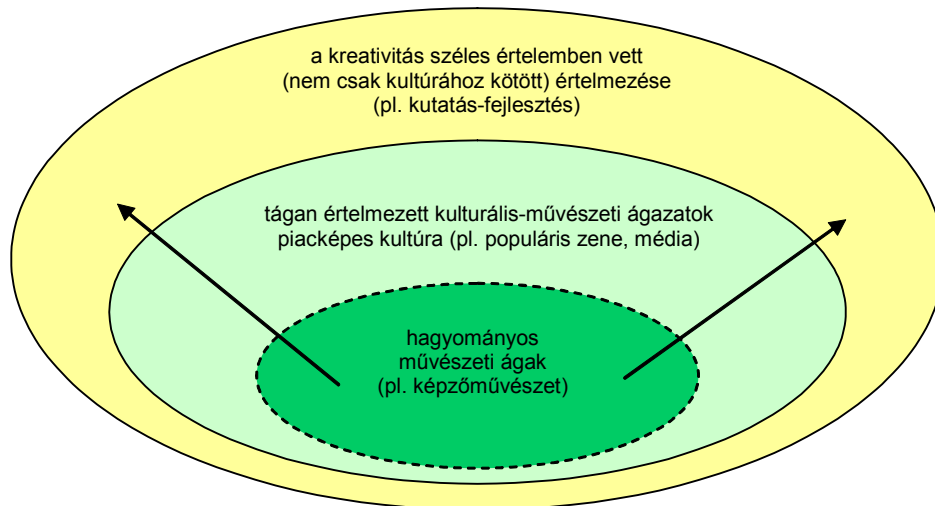 a kreativitás széles értelemben vett
(nem csak kultúrához kötött) értelmezése
(pl. kutatás-fejlesztés)
tágan értelmezett kulturális-művészeti ágazatok
piacképes kultúra (pl. populáris zene, média)
hagyományos
művészeti ágak
(pl. képzőművészet)